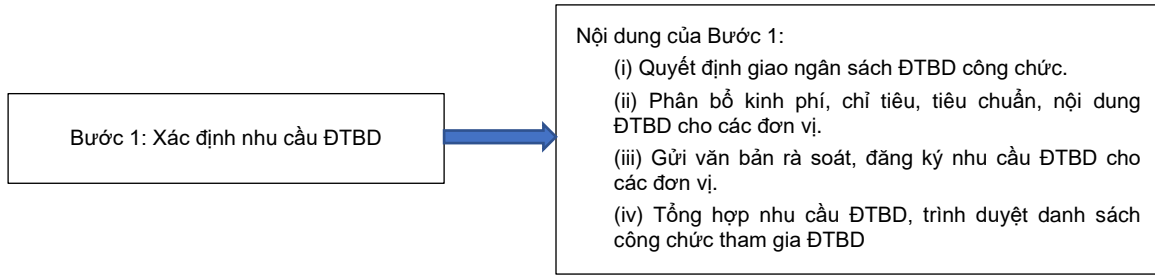 Bước 1: Xác định nhu cầu ĐTBD
Nội dung của Bước 1:
(i) Quyết định giao ngân sách ĐTBD công chức.
(ii) Phân bổ kinh phí, chỉ tiêu, tiêu chuẩn, nội dung
ĐTBD cho các đơn vị.
(iii) Gửi văn bản rà soát, đăng ký nhu cầu ĐTBD cho
các đơn vị.
(iv) Tổng hợp nhu cầu ĐTBD, trình duyệt danh sách
công chức tham gia ĐTBD